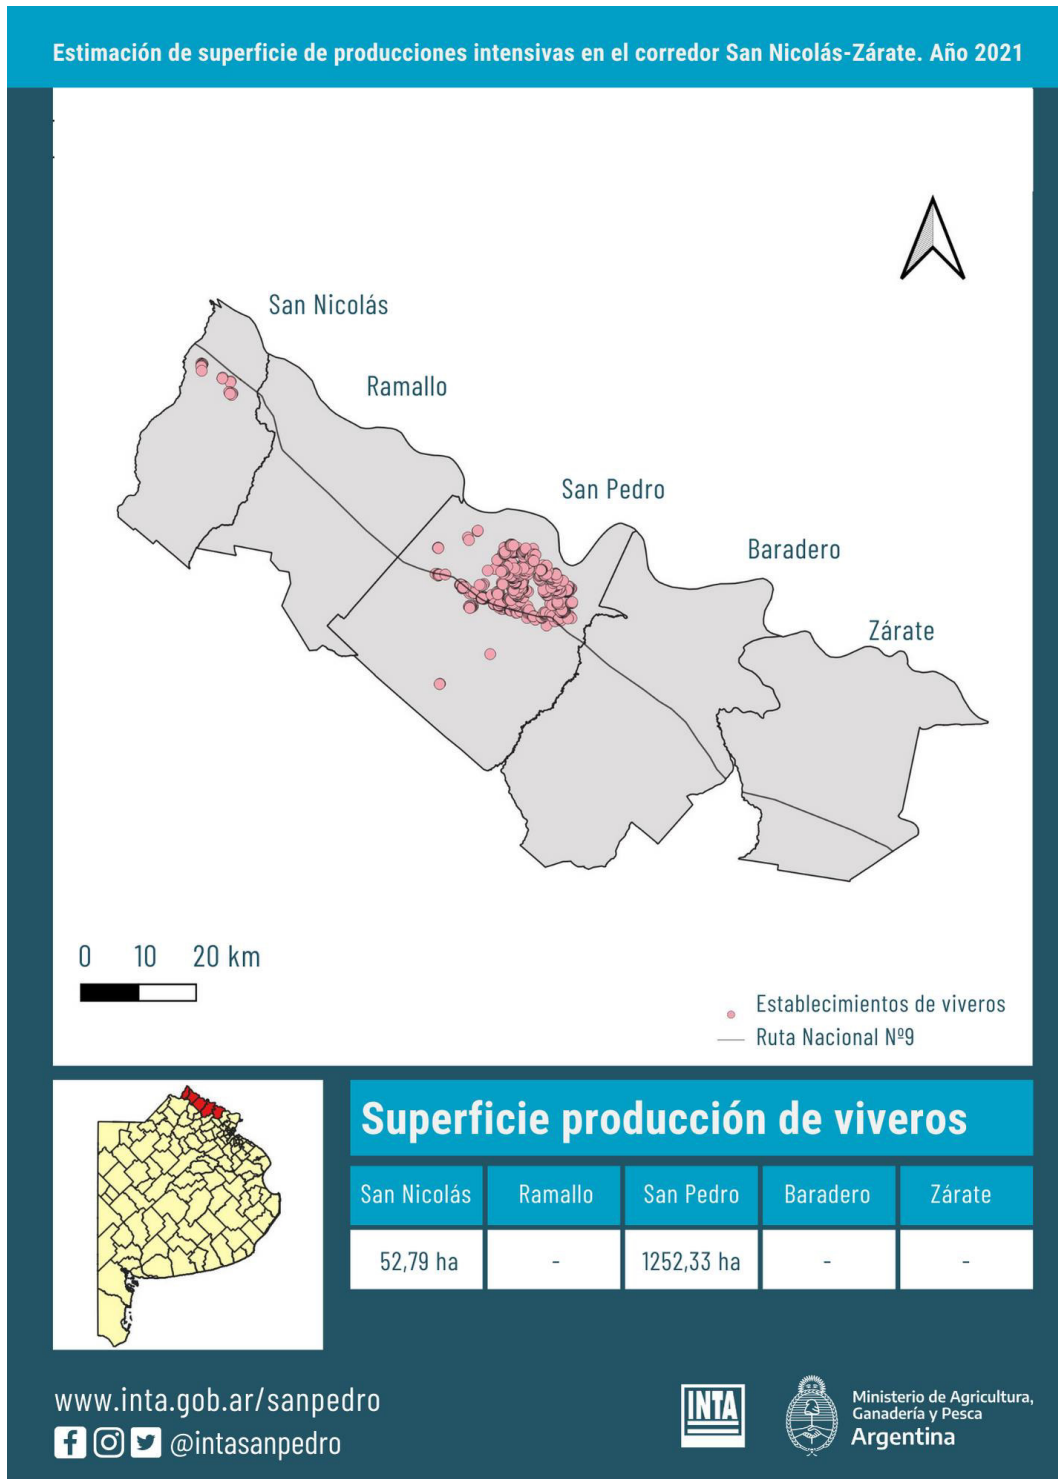 Estimación de superficie de producciones intensivas en el corredor San Nicolás-Zárate. Año 2021
San Nicolás
Ramallo
San Pedro
Baradero
Zárate
0 10 20 km
Establecimientos de viveros
Ruta Nacional Nº9
Superficie producción de viveros
San Nicolás Ramallo San Pedro Baradero Zárate
52,79 ha - 1252,33 ha - -
www.inta.gob.ar/sanpedro
@intasanpedro
INTA
Ministerio de Agricultura,
Ganadería y Pesca
Argentina